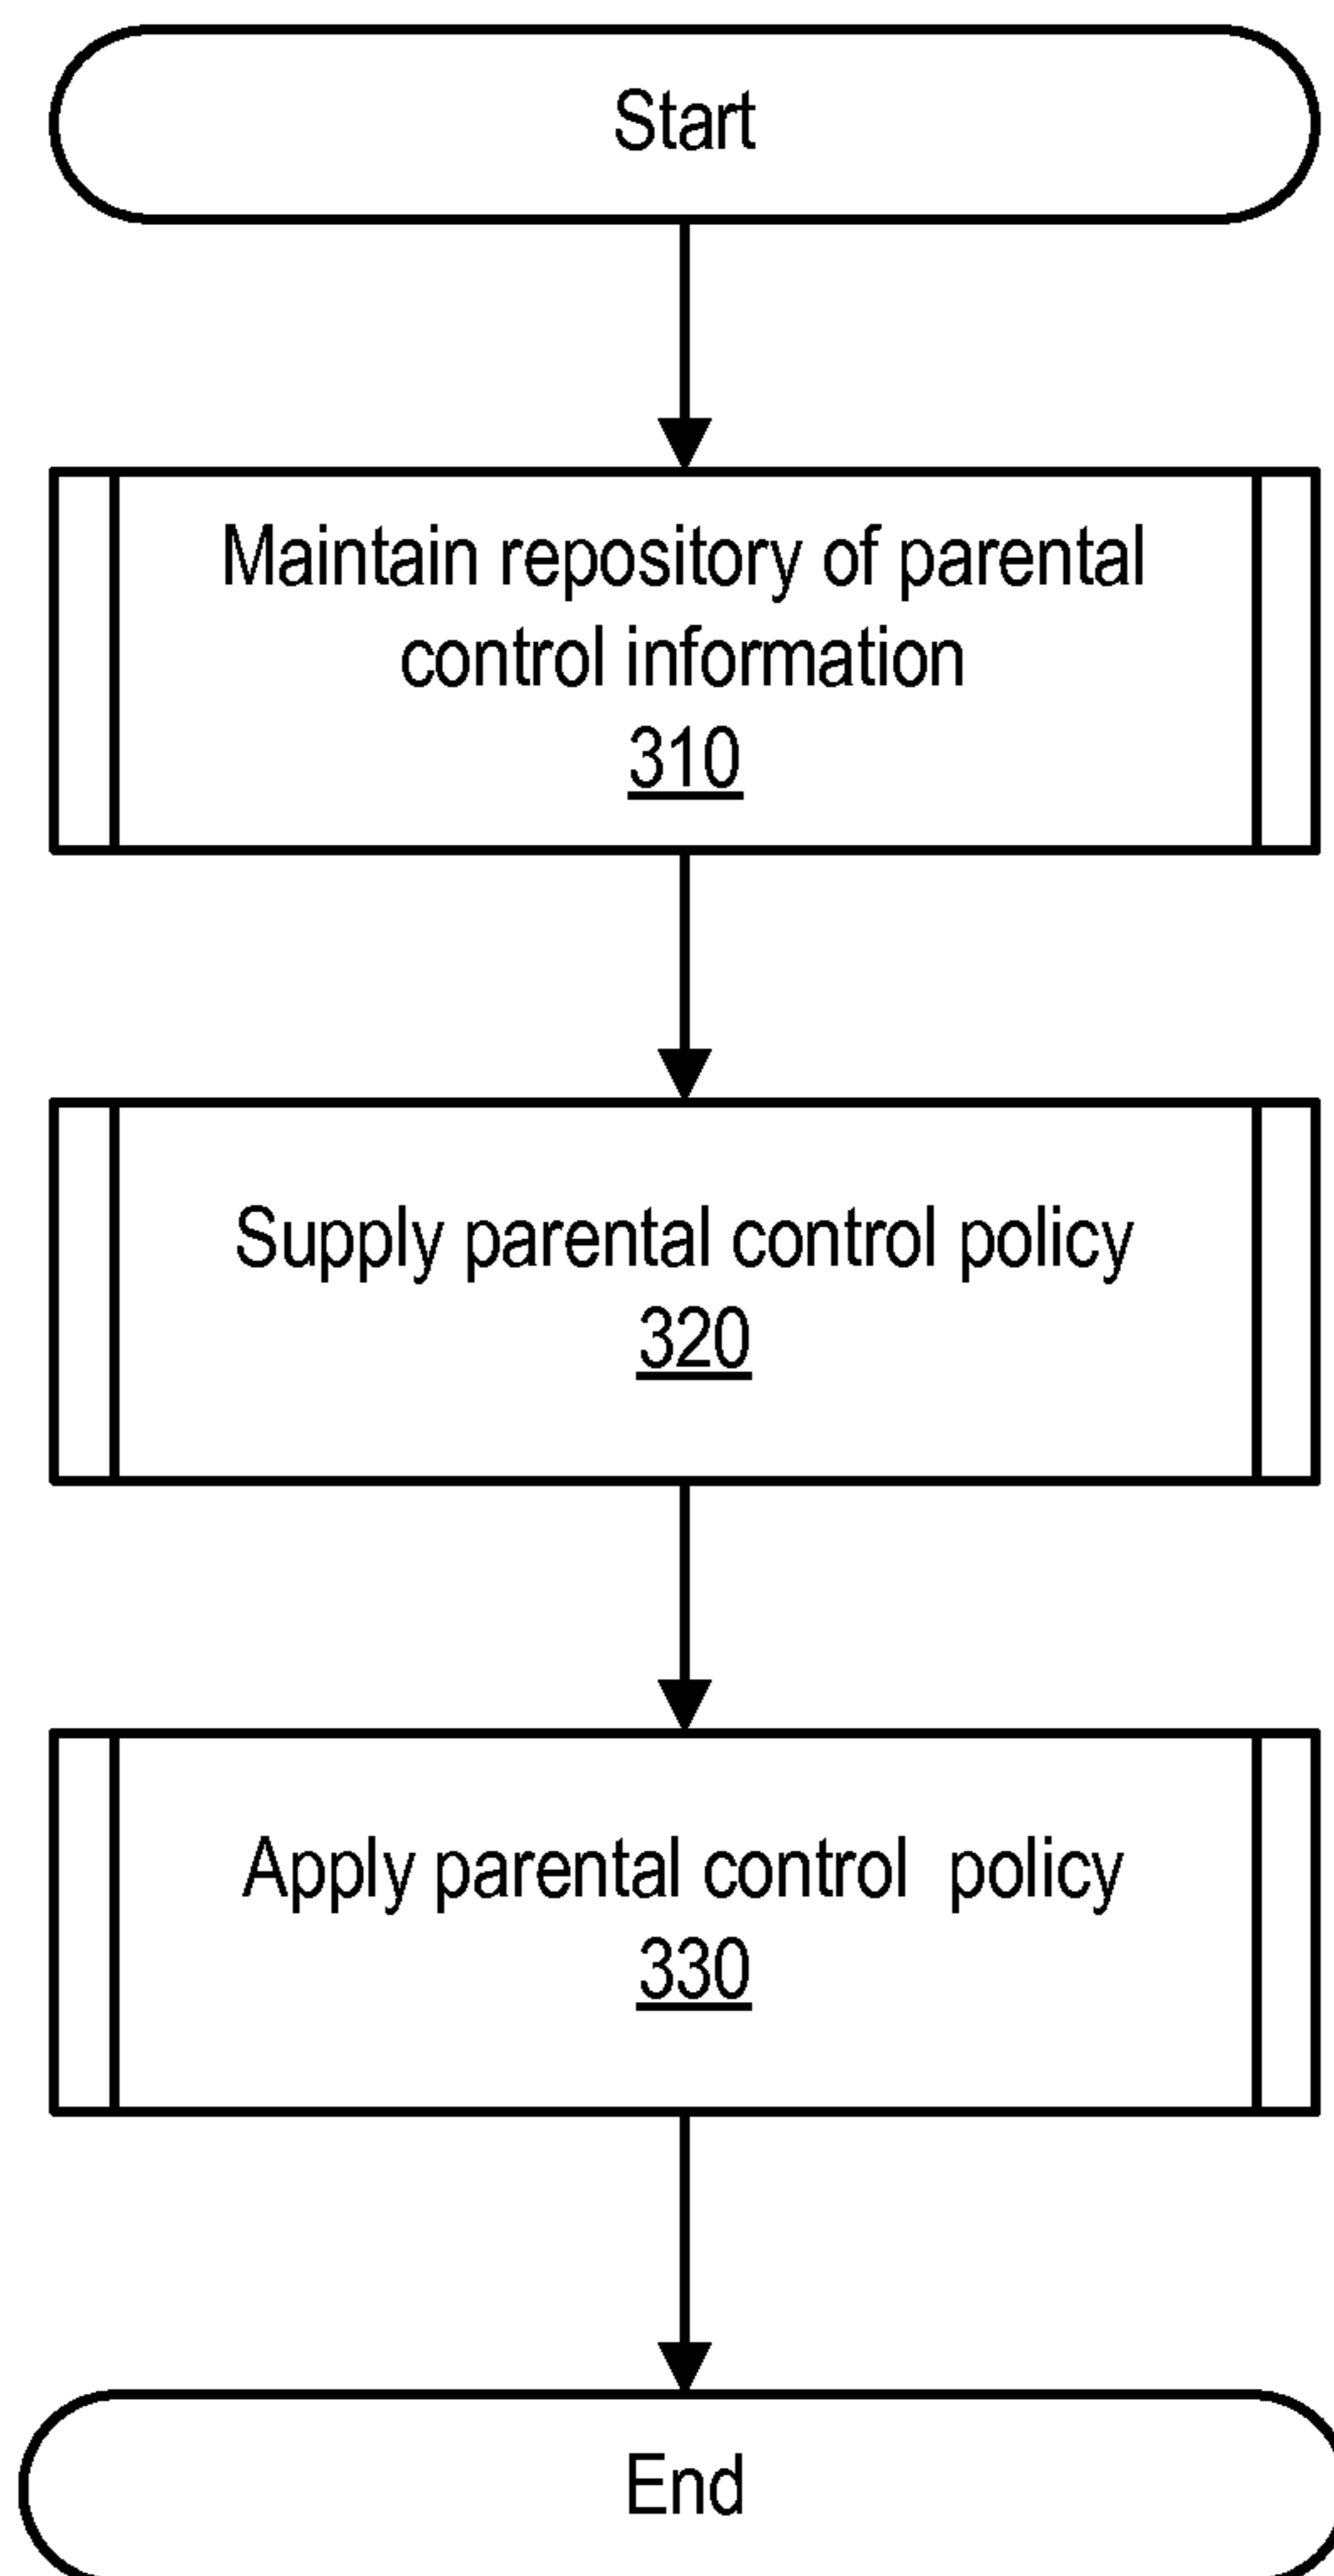 Start
Maintain repository of parental
control information
310
Supply parental control policy
320
Apply parental control policy
330
End